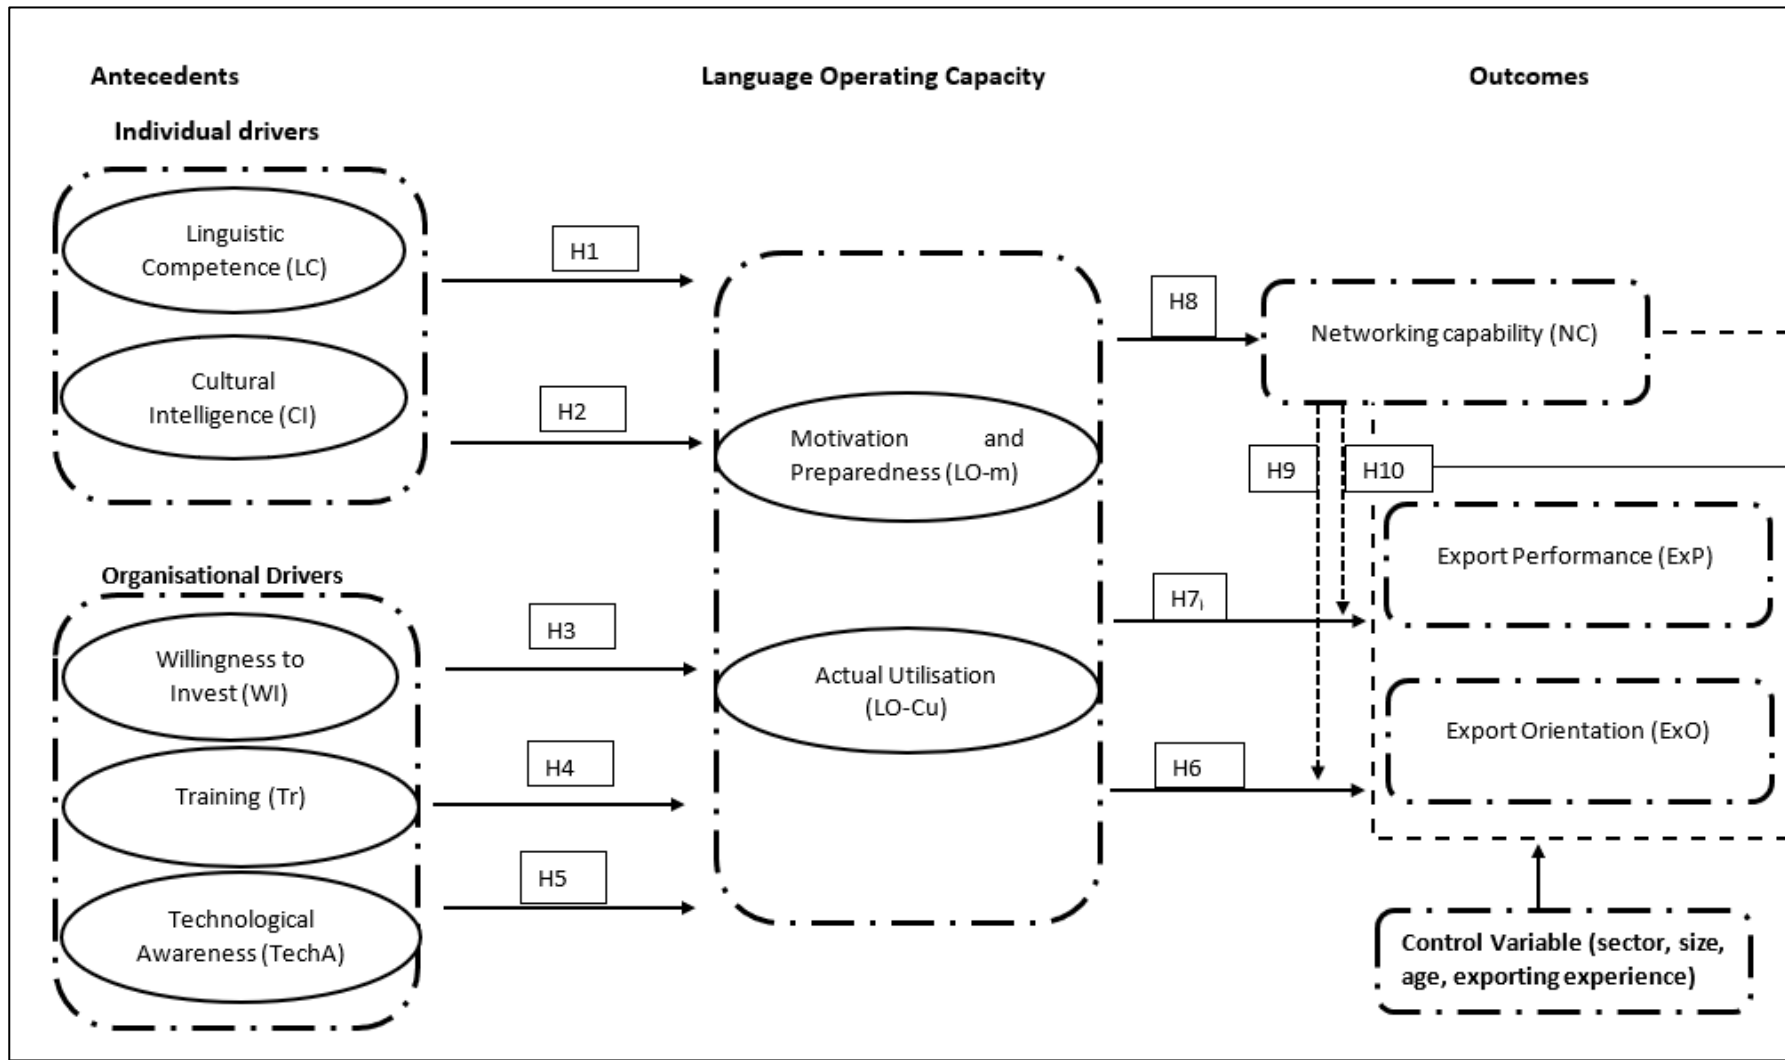 Antecedents
Language Operating Capacity
Outcomes
Individual drivers
Linguistic
Competence (LC)
Cultural
Intelligence (CI)
Organisational Drivers
Willingness to
Invest (WI)
Training (Tr)
Technological
Awareness (TechA)
H1
H2
H3
H4
H5
Motivation and
Preparedness (LO-m)
Actual Utilisation
(LO-Cu)
H8
H9
H10
H7
H6
Networking capability (NC)
Export Performance (ExP)
Export Orientation (ExO)
Control Variable (sector, size,
age, exporting experience)